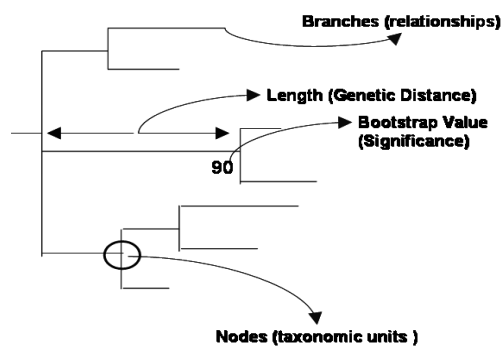 Branches (relationships)
Length (Genetic Distance)
Bootstrap Value
(Significance)
90
Nodes (taxonomic units )